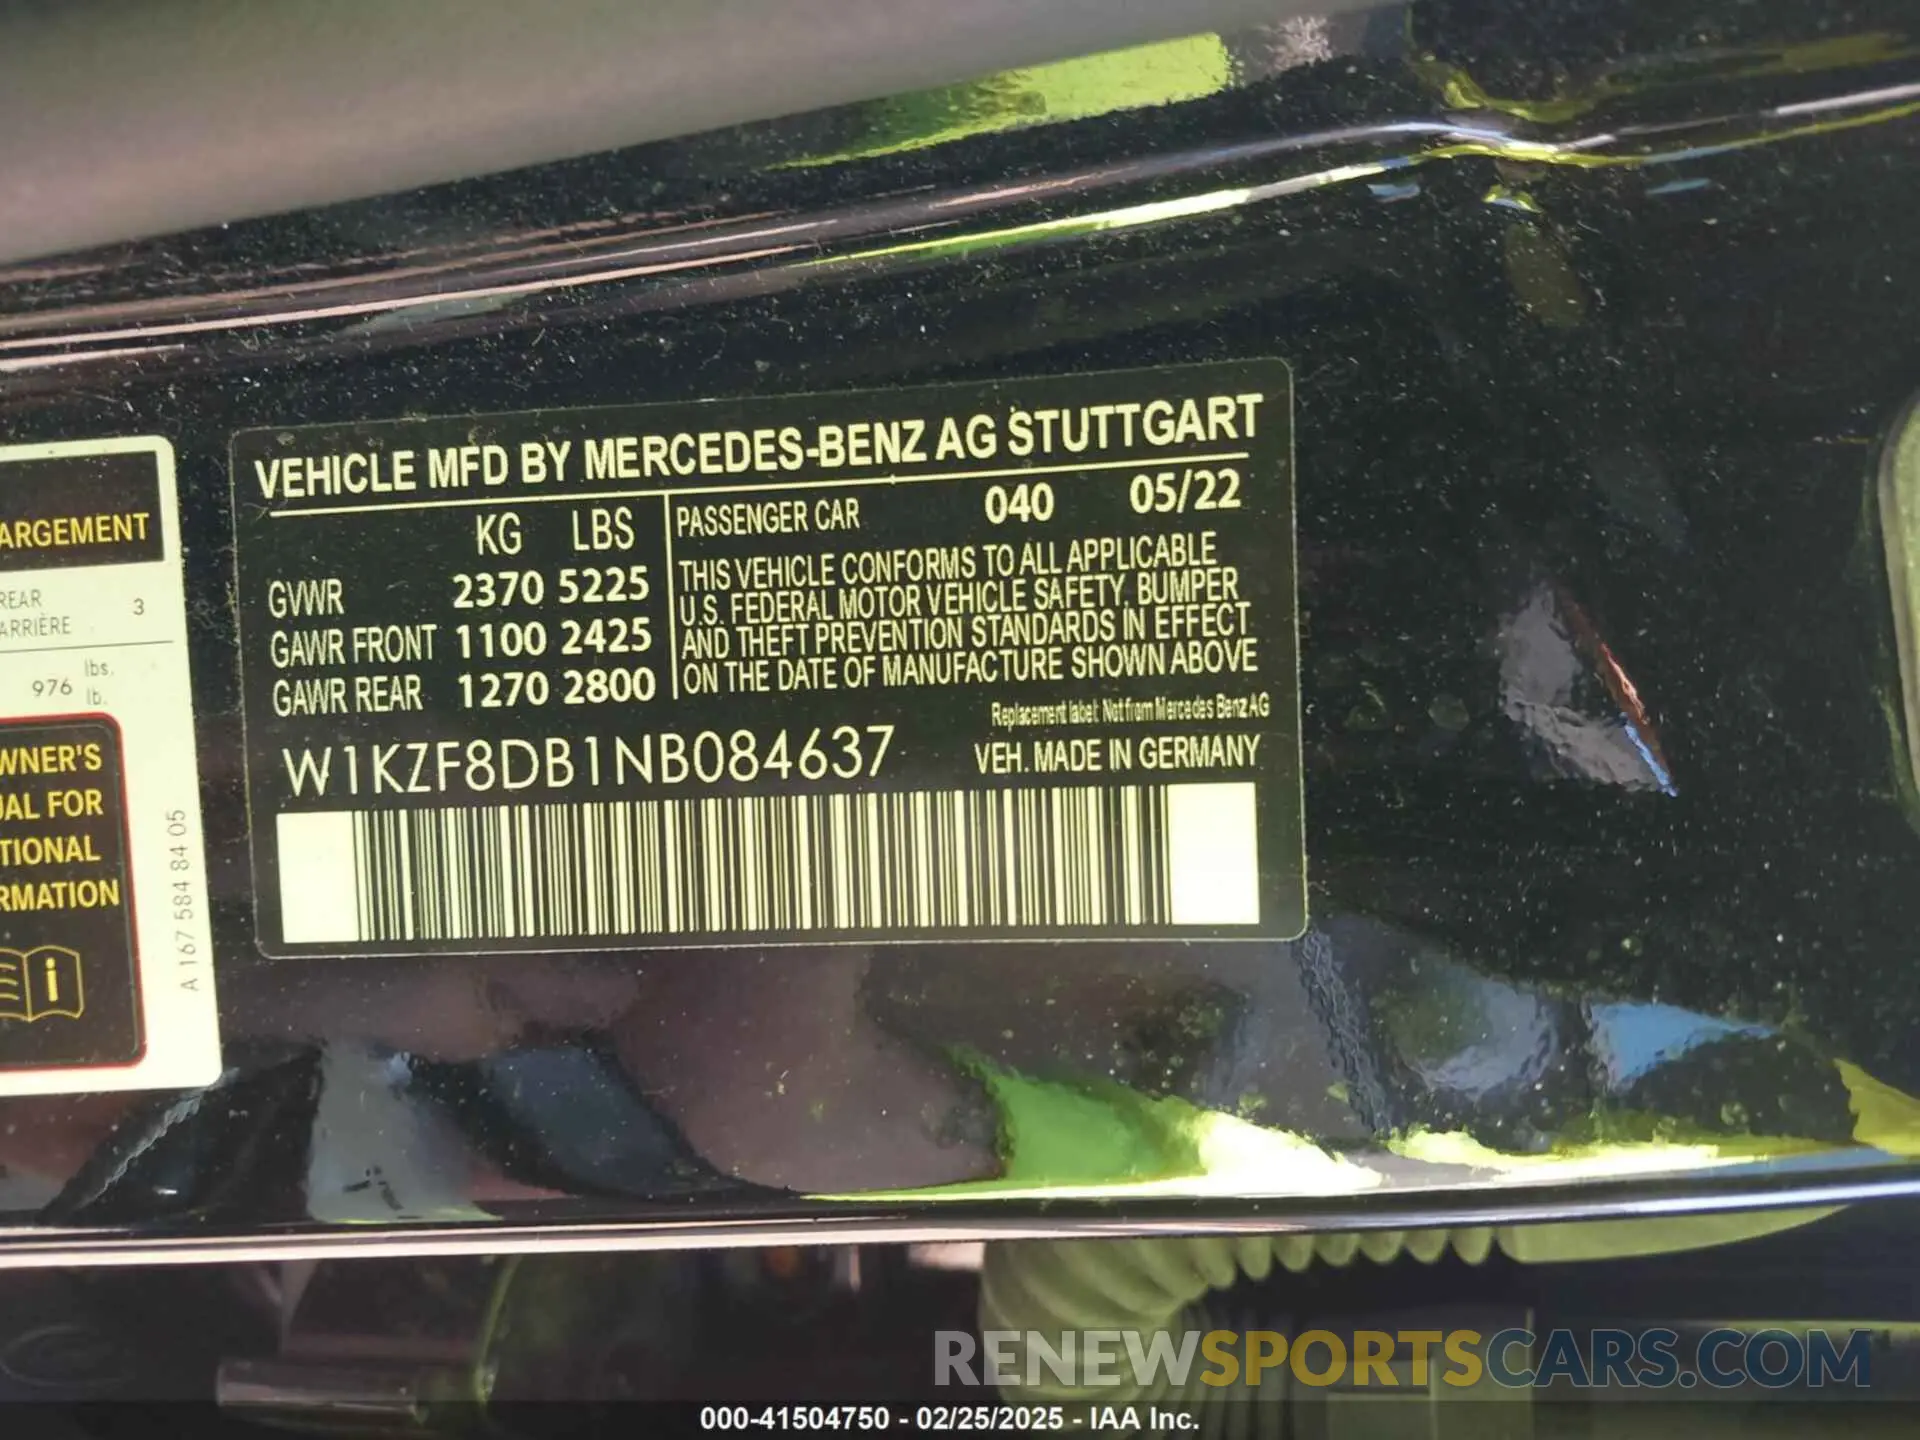 VEHICLE MFD BY MERCEDES-BENZ AG STUTTGART
KG LBS
GVWR 2370 5225
GAWR FRONT 1100 2425
GAWR REAR 1270 2800
PASSENGER CAR 040 05/22
THIS VEHICLE CONFORMS TO ALL APPLICABLE
U.S. FEDERAL MOTOR VEHICLE SAFETY, BUMPER
AND THEFT PREVENTION STANDARDS IN EFFECT
ON THE DATE OF MANUFACTURE SHOWN ABOVE
Replacement label: Not from Mercedes Benz AG
W1KZF8DB1NB084637
VEH. MADE IN GERMANY
ARGEMENT
REAR
ARRIÈRE 3
976 lbs.
lb.
WNER'S
UAL FOR
TIONAL
RMATION
i
A 167 584 84 05
RENEWSPORTSCARS.COM
000-41504750 - 02/25/2025 - IAA Inc.